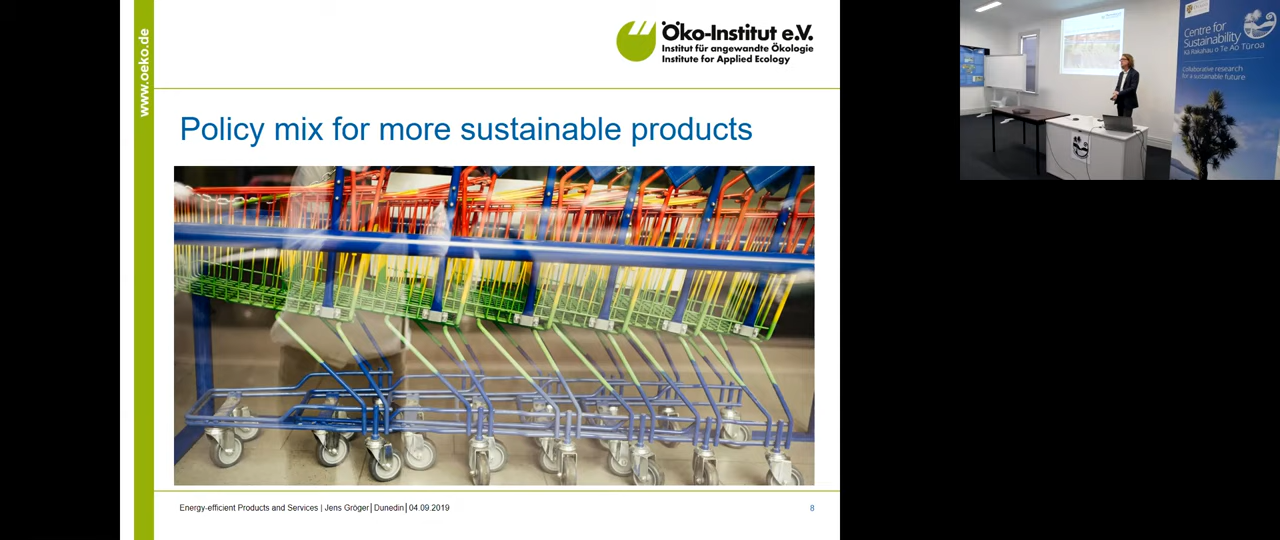 www.oeko.de
Öko-Institut e.V.
Institut für angewandte Ökologie
Institute for Applied Ecology
Policy mix for more sustainable products
Energy-efficient Products and Services | Jens Gröger | Dunedin | 04.09.2019
8
Centre for
Sustainability
Kā Rakahau o Te Ao Tūroa
Collaborative research
for a sustainable future